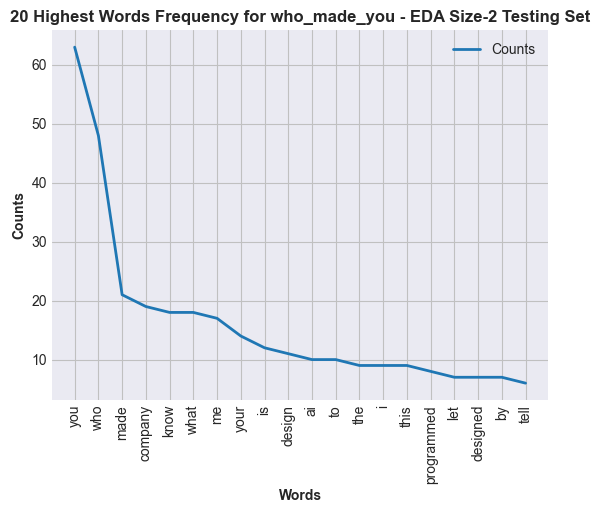 20 Highest Words Frequency for who_made_you - EDA Size-2 Testing Set
Counts
60
50
40
30
20
10
Counts
you
who
made
company
know
what
me
your
is
design
ai
to
the
i
this
programmed
let
designed
by
tell
Words